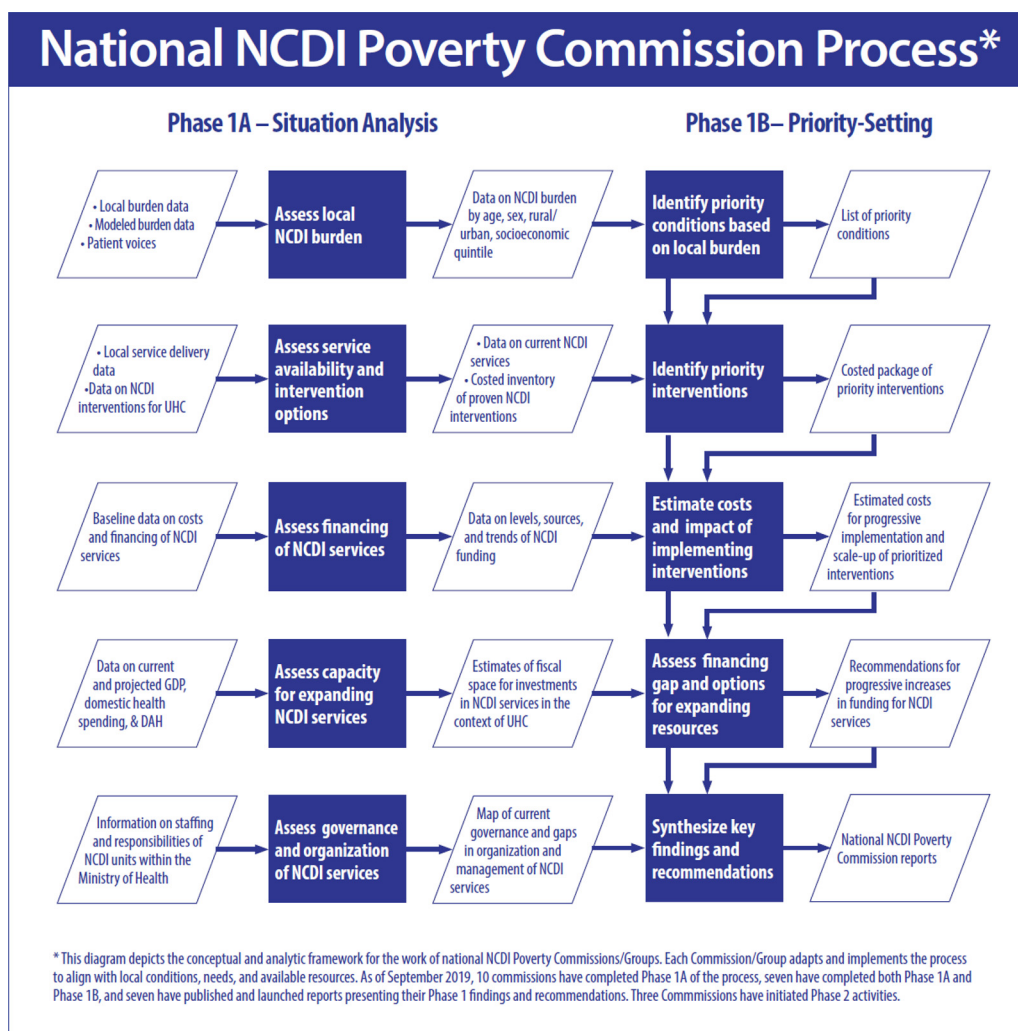 National NCDI Poverty Commission Process*
Phase 1A – Situation Analysis
Phase 1B– Priority-Setting
• Local burden data
• Modeled burden data
• Patient voices
Assess local
NCDI burden
Data on NCDI burden
by age, sex, rural/
urban, socioeconomic
quintile
Identify priority
conditions based
on local burden
List of priority
conditions
• Local service delivery
data
•Data on NCDI
interventions for UHC
Assess service
availability and
intervention
options
• Data on current NCDI
services
• Costed inventory
of proven NCDI
interventions
Identify priority
interventions
Costed package of
priority interventions
Baseline data on costs
and financing of NCDI
services
Assess financing
of NCDI services
Data on levels, sources,
and trends of NCDI
funding
Estimate costs
and impact of
implementing
interventions
Estimated costs
for progressive
implementation and
scale-up of prioritized
interventions
Data on current
and projected GDP,
domestic health
spending, & DAH
Assess capacity
for expanding
NCDI services
Estimates of fiscal
space for investments
in NCDI services in the
context of UHC
Assess financing
gap and options
for expanding
resources
Recommendations for
progressive increases
in funding for NCDI
services
Information on staffing
and responsibilities of
NCDI units within the
Ministry of Health
Assess governance
and organization
of NCDI services
Map of current
governance and gaps
in organization and
management of NCDI
services
Synthesize key
findings and
recommendations
National NCDI Poverty
Commission reports
* This diagram depicts the conceptual and analytic framework for the work of national NCDI Poverty Commissions/Groups. Each Commission/Group adapts and implements the process
to align with local conditions, needs, and available resources. As of September 2019, 10 commissions have completed Phase 1A of the process, seven have completed both Phase 1A and
Phase 1B, and seven have published and launched reports presenting their Phase 1 findings and recommendations. Three Commmissions have initiated Phase 2 activities.